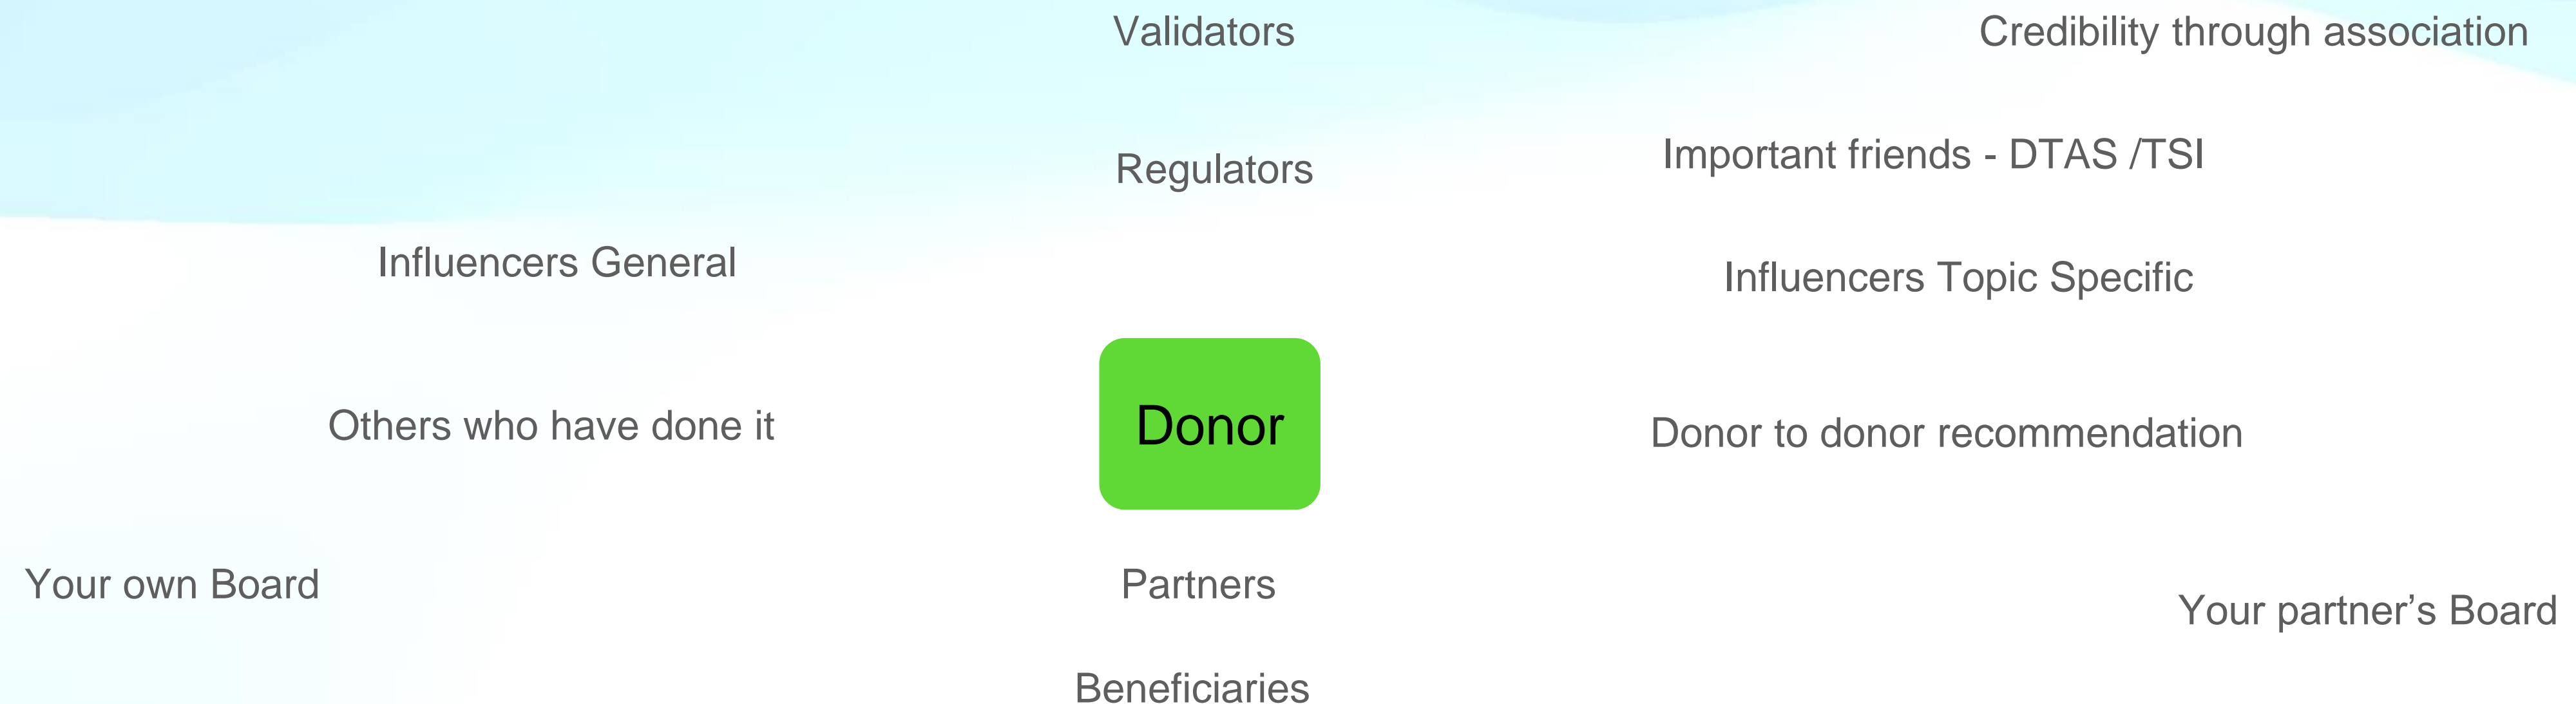 Validators
Credibility through association
Important friends - DTAS /TSI
Regulators
Influencers General
Influencers Topic Specific
Others who have done it
Donor
Donor to donor recommendation
Your own Board
Partners
Your partner’s Board
Beneficiaries